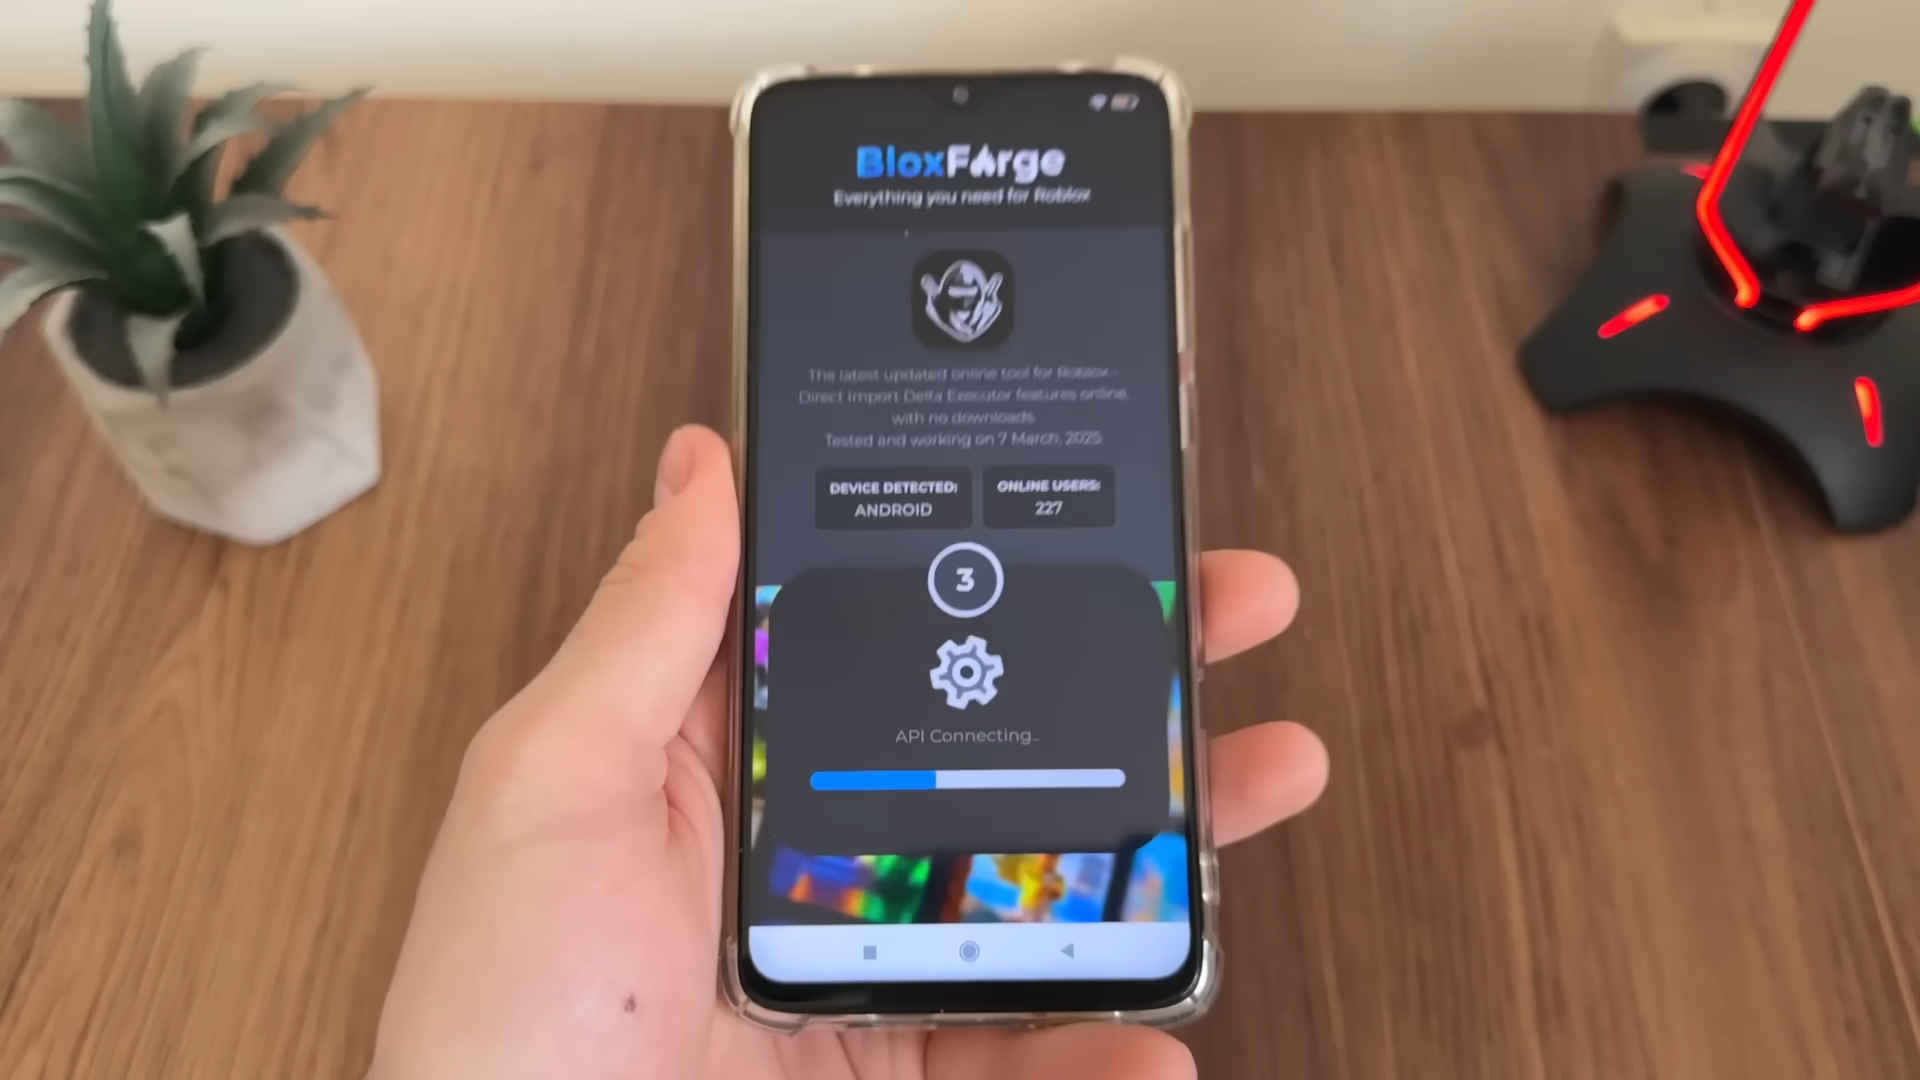 BloxForge
Everything you need for Roblox
The latest updated online tool for Roblox -
Direct Import Delta Executor features online,
with no downloads.
Tested and working on 7 March, 2025.
DEVICE DETECTED:
ANDROID
ONLINE USERS:
227
3
API Connecting..